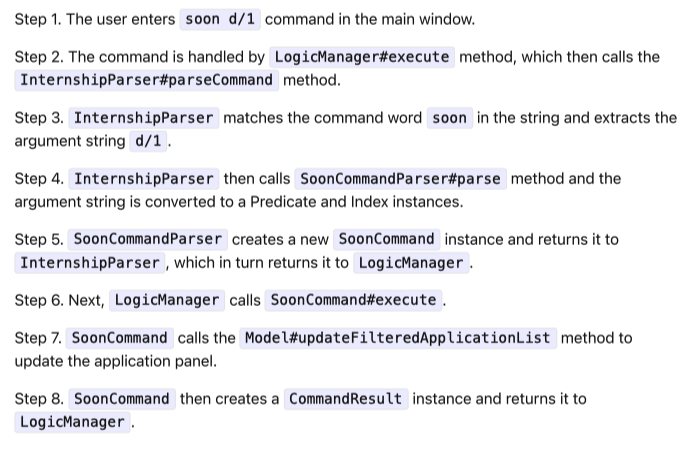 Step 1. The user enters soon d/1 command in the main window.
Step 2. The command is handled by LogicManager#execute method, which then calls the
InternshipParser#parseCommand method.
Step 3. InternshipParser matches the command word soon in the string and extracts the
argument string d/1 .
Step 4. InternshipParser then calls SoonCommandParser#parse method and the
argument string is converted to a Predicate and Index instances.
Step 5. SoonCommandParser creates a new SoonCommand instance and returns it to
InternshipParser , which in turn returns it to LogicManager .
Step 6. Next, LogicManager calls SoonCommand#execute .
Step 7. SoonCommand calls the Model#updateFilteredApplicationList method to
update the application panel.
Step 8. SoonCommand then creates a CommandResult instance and returns it to
LogicManager .